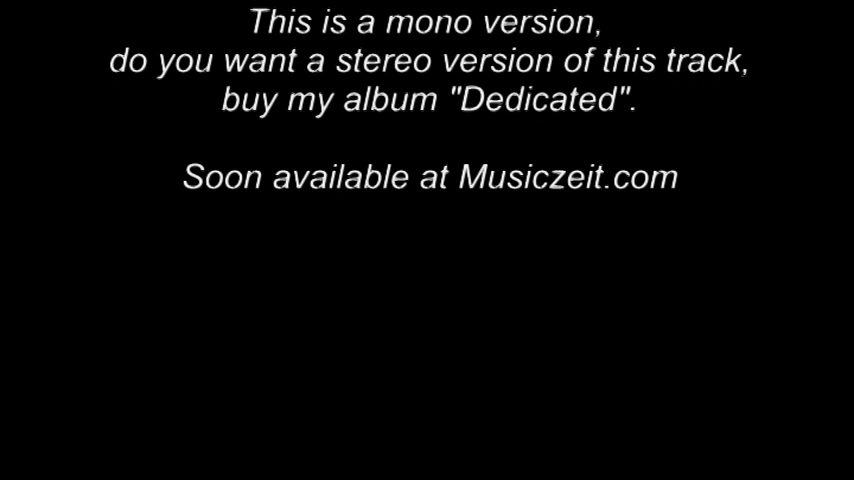 This is a mono version,
do you want a stereo version of this track,
buy my album "Dedicated".
Soon available at Musiczeit.com